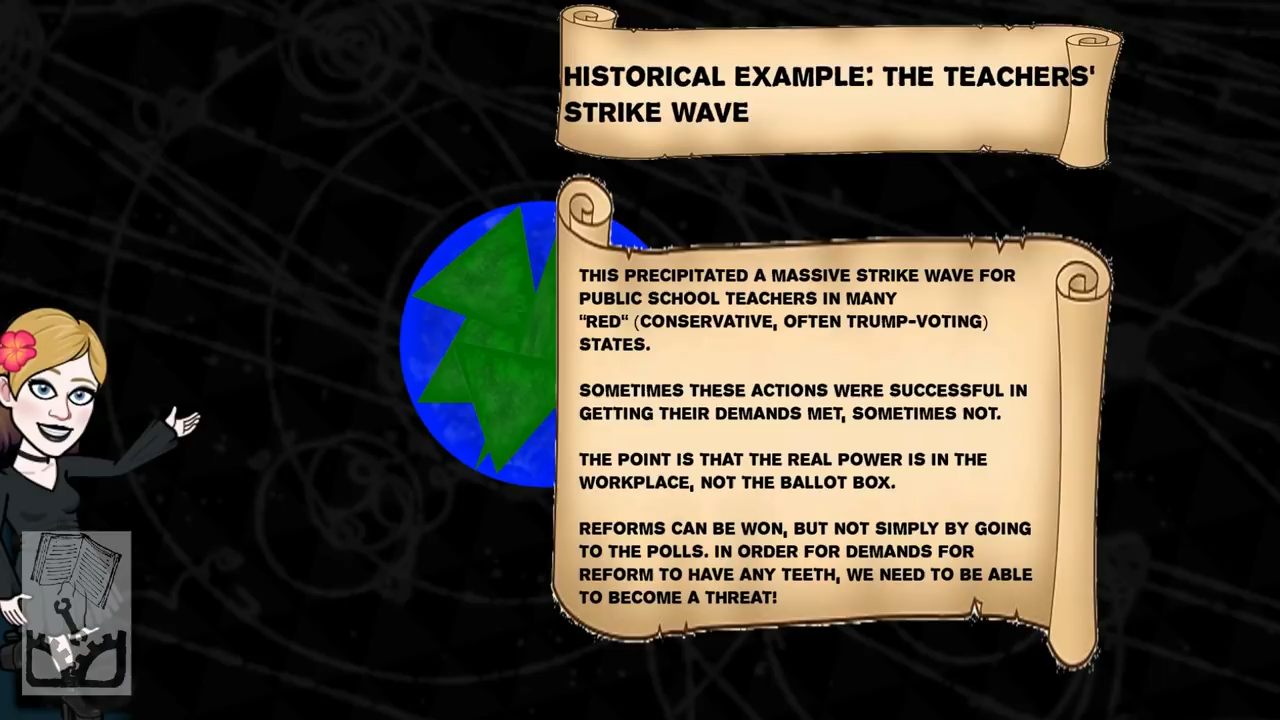 HISTORICAL EXAMPLE: THE TEACHERS'
STRIKE WAVE
THIS PRECIPITATED A MASSIVE STRIKE WAVE FOR
PUBLIC SCHOOL TEACHERS IN MANY
"RED" (CONSERVATIVE, OFTEN TRUMP-VOTING)
STATES.
SOMETIMES THESE ACTIONS WERE SUCCESSFUL IN
GETTING THEIR DEMANDS MET, SOMETIMES NOT.
THE POINT IS THAT THE REAL POWER IS IN THE
WORKPLACE, NOT THE BALLOT BOX.
REFORMS CAN BE WON, BUT NOT SIMPLY BY GOING
TO THE POLLS. IN ORDER FOR DEMANDS FOR
REFORM TO HAVE ANY TEETH, WE NEED TO BE ABLE
TO BECOME A THREAT!